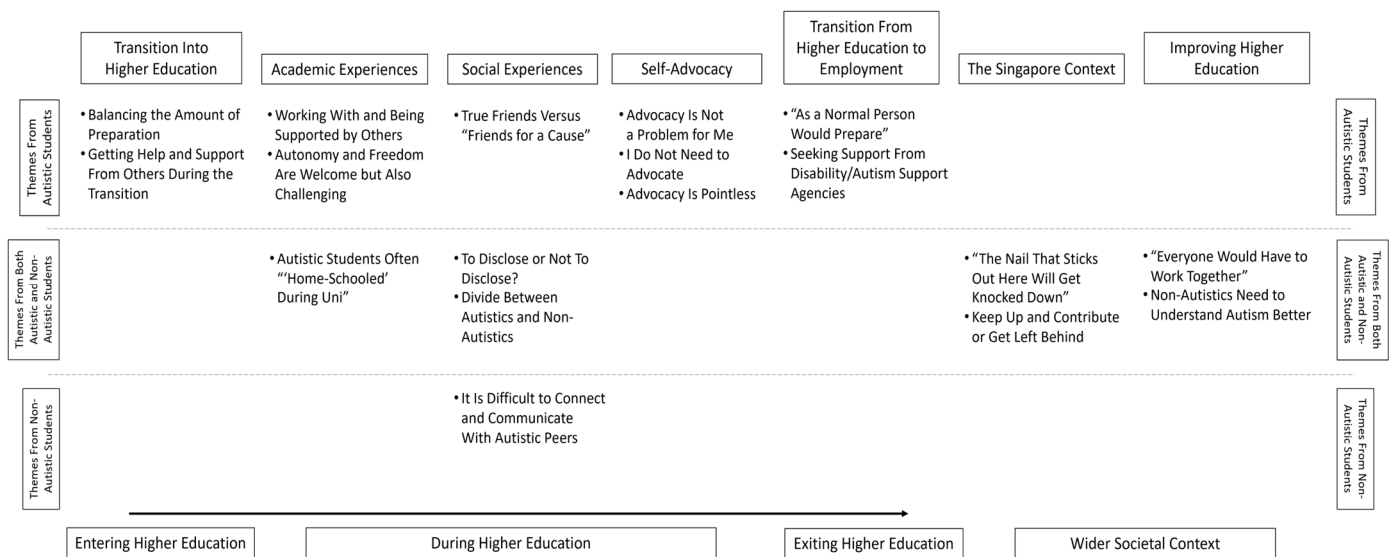 Transition Into
Higher Education
Academic Experiences
Social Experiences
Self-Advocacy
Transition From
Higher Education to
Employment
The Singapore Context
Improving Higher
Education
Themes From
Autistic Students
• Balancing the Amount of
Preparation
• Getting Help and Support
From Others During the
Transition
• Working With and Being
Supported by Others
• Autonomy and Freedom
Are Welcome but Also
Challenging
• True Friends Versus
“Friends for a Cause”
• Advocacy Is Not
a Problem for Me
• I Do Not Need to
Advocate
• Advocacy Is Pointless
• “As a Normal Person
Would Prepare”
• Seeking Support From
Disability/Autism Support
Agencies
Themes From
Autistic Students
Themes From Both
Autistic and Non-
Autistic Students
• Autistic Students Often
“‘Home-Schooled’
During Uni”
• To Disclose or Not To
Disclose?
• Divide Between
Autistics and Non-
Autistics
• “The Nail That Sticks
Out Here Will Get
Knocked Down”
• Keep Up and Contribute
or Get Left Behind
• “Everyone Would Have to
Work Together”
• Non-Autistics Need to
Understand Autism Better
Themes From Both
Autistic and Non-
Autistic Students
Themes From Non-
Autistic Students
• It Is Difficult to Connect
and Communicate
With Autistic Peers
Themes From Non-
Autistic Students
Entering Higher Education
During Higher Education
Exiting Higher Education
Wider Societal Context